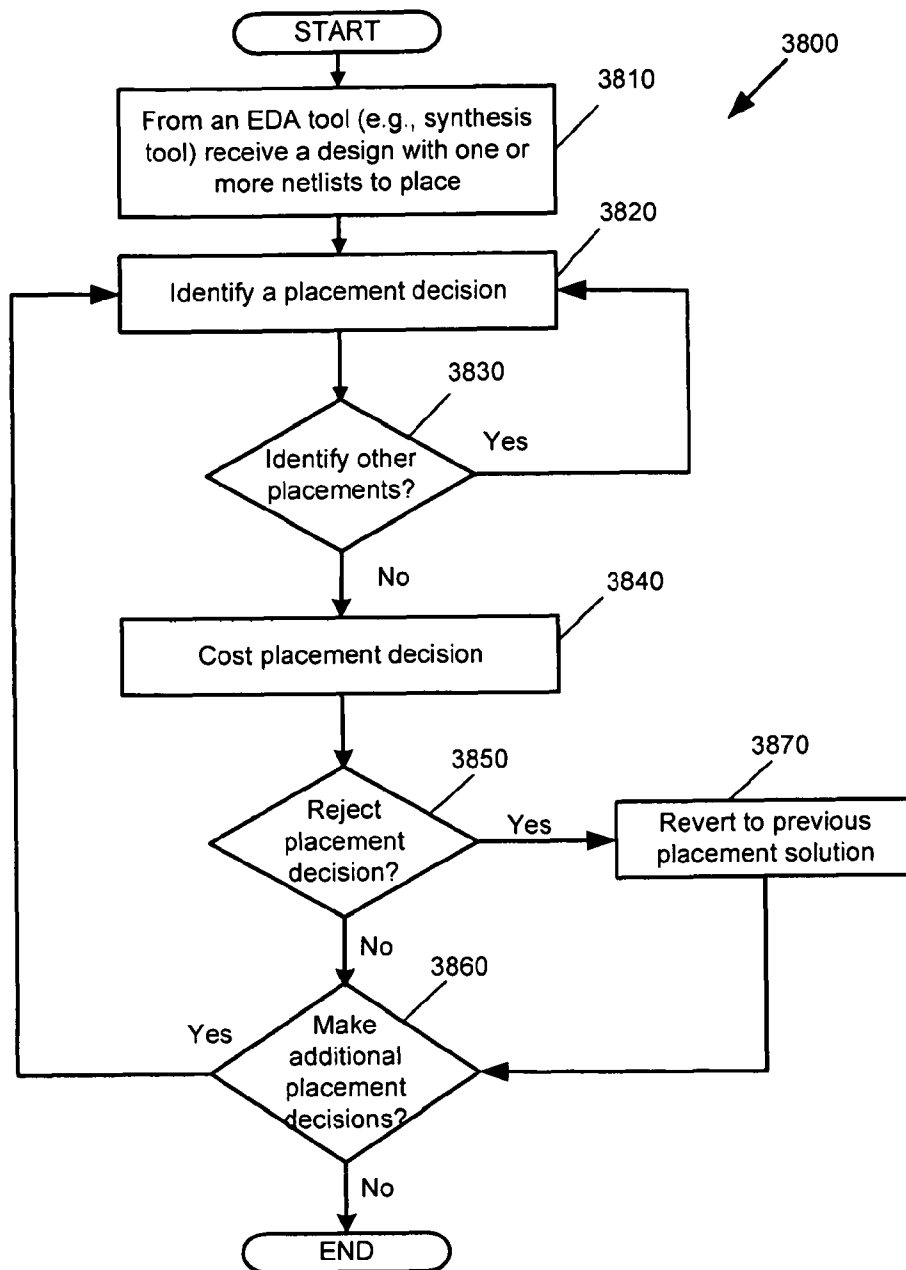 START
3800
3810
From an EDA tool (e.g., synthesis
tool) receive a design with one or
more netlists to place
3820
Identify a placement decision
3830
Identify other
placements?
Yes
No
3840
Cost placement decision
3850
Reject
placement
decision?
Yes
3870
Revert to previous
placement solution
No
3860
Yes
Make
additional
placement
decisions?
No
END